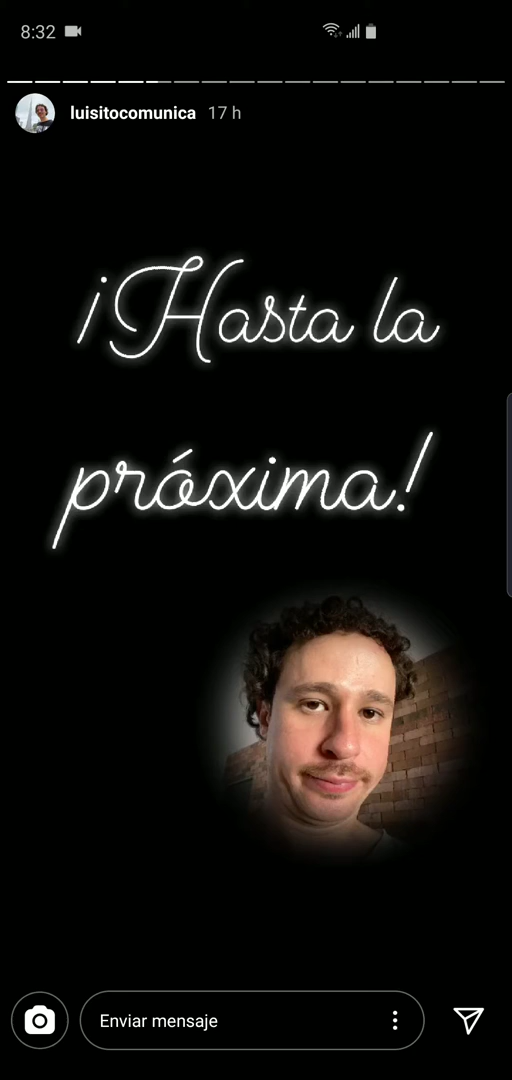 8:32
luisitocomunica 17 h
¡Hasta la
próxima!
Enviar mensaje